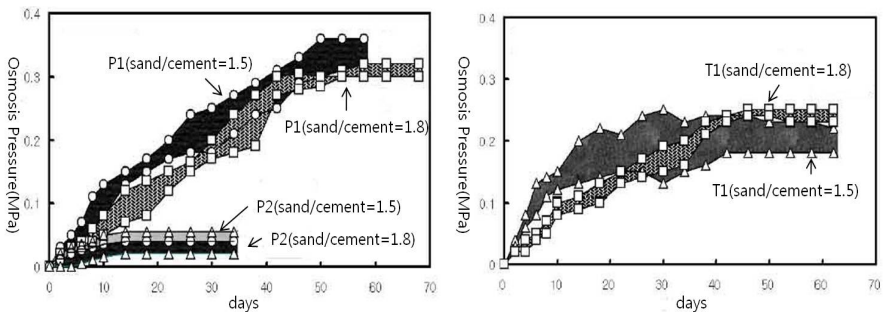 0.4
0.3
0.2
0.1
0
Osmosis Pressure(MPa)
P1(sand/cement=1.5)
P1(sand/cement=1.8)
P2(sand/cement=1.5)
P2(sand/cement=1.8)
0 10 20 30 40 50 60 70
days
0.4
0.3
0.2
0.1
0.0
Osmosis Pressure(MPa)
T1(sand/cement=1.8)
T1(sand/cement=1.5)
0 10 20 30 40 50 60 70
days